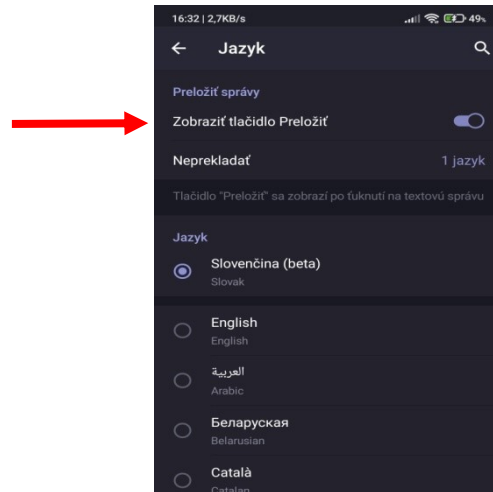 16:32 | 2,7KB/s 49%
Jazyk
Preložiť správy
Zobraziť tlačidlo Preložiť
Neprekladať 1 jazyk
Tlačidlo "Preložiť" sa zobrazí po ťuknutí na textovú správu
Jazyk
Slovenčina (beta)
Slovak
English
English
العربية
Arabic
Беларуская
Belarusian
Català
Catalan